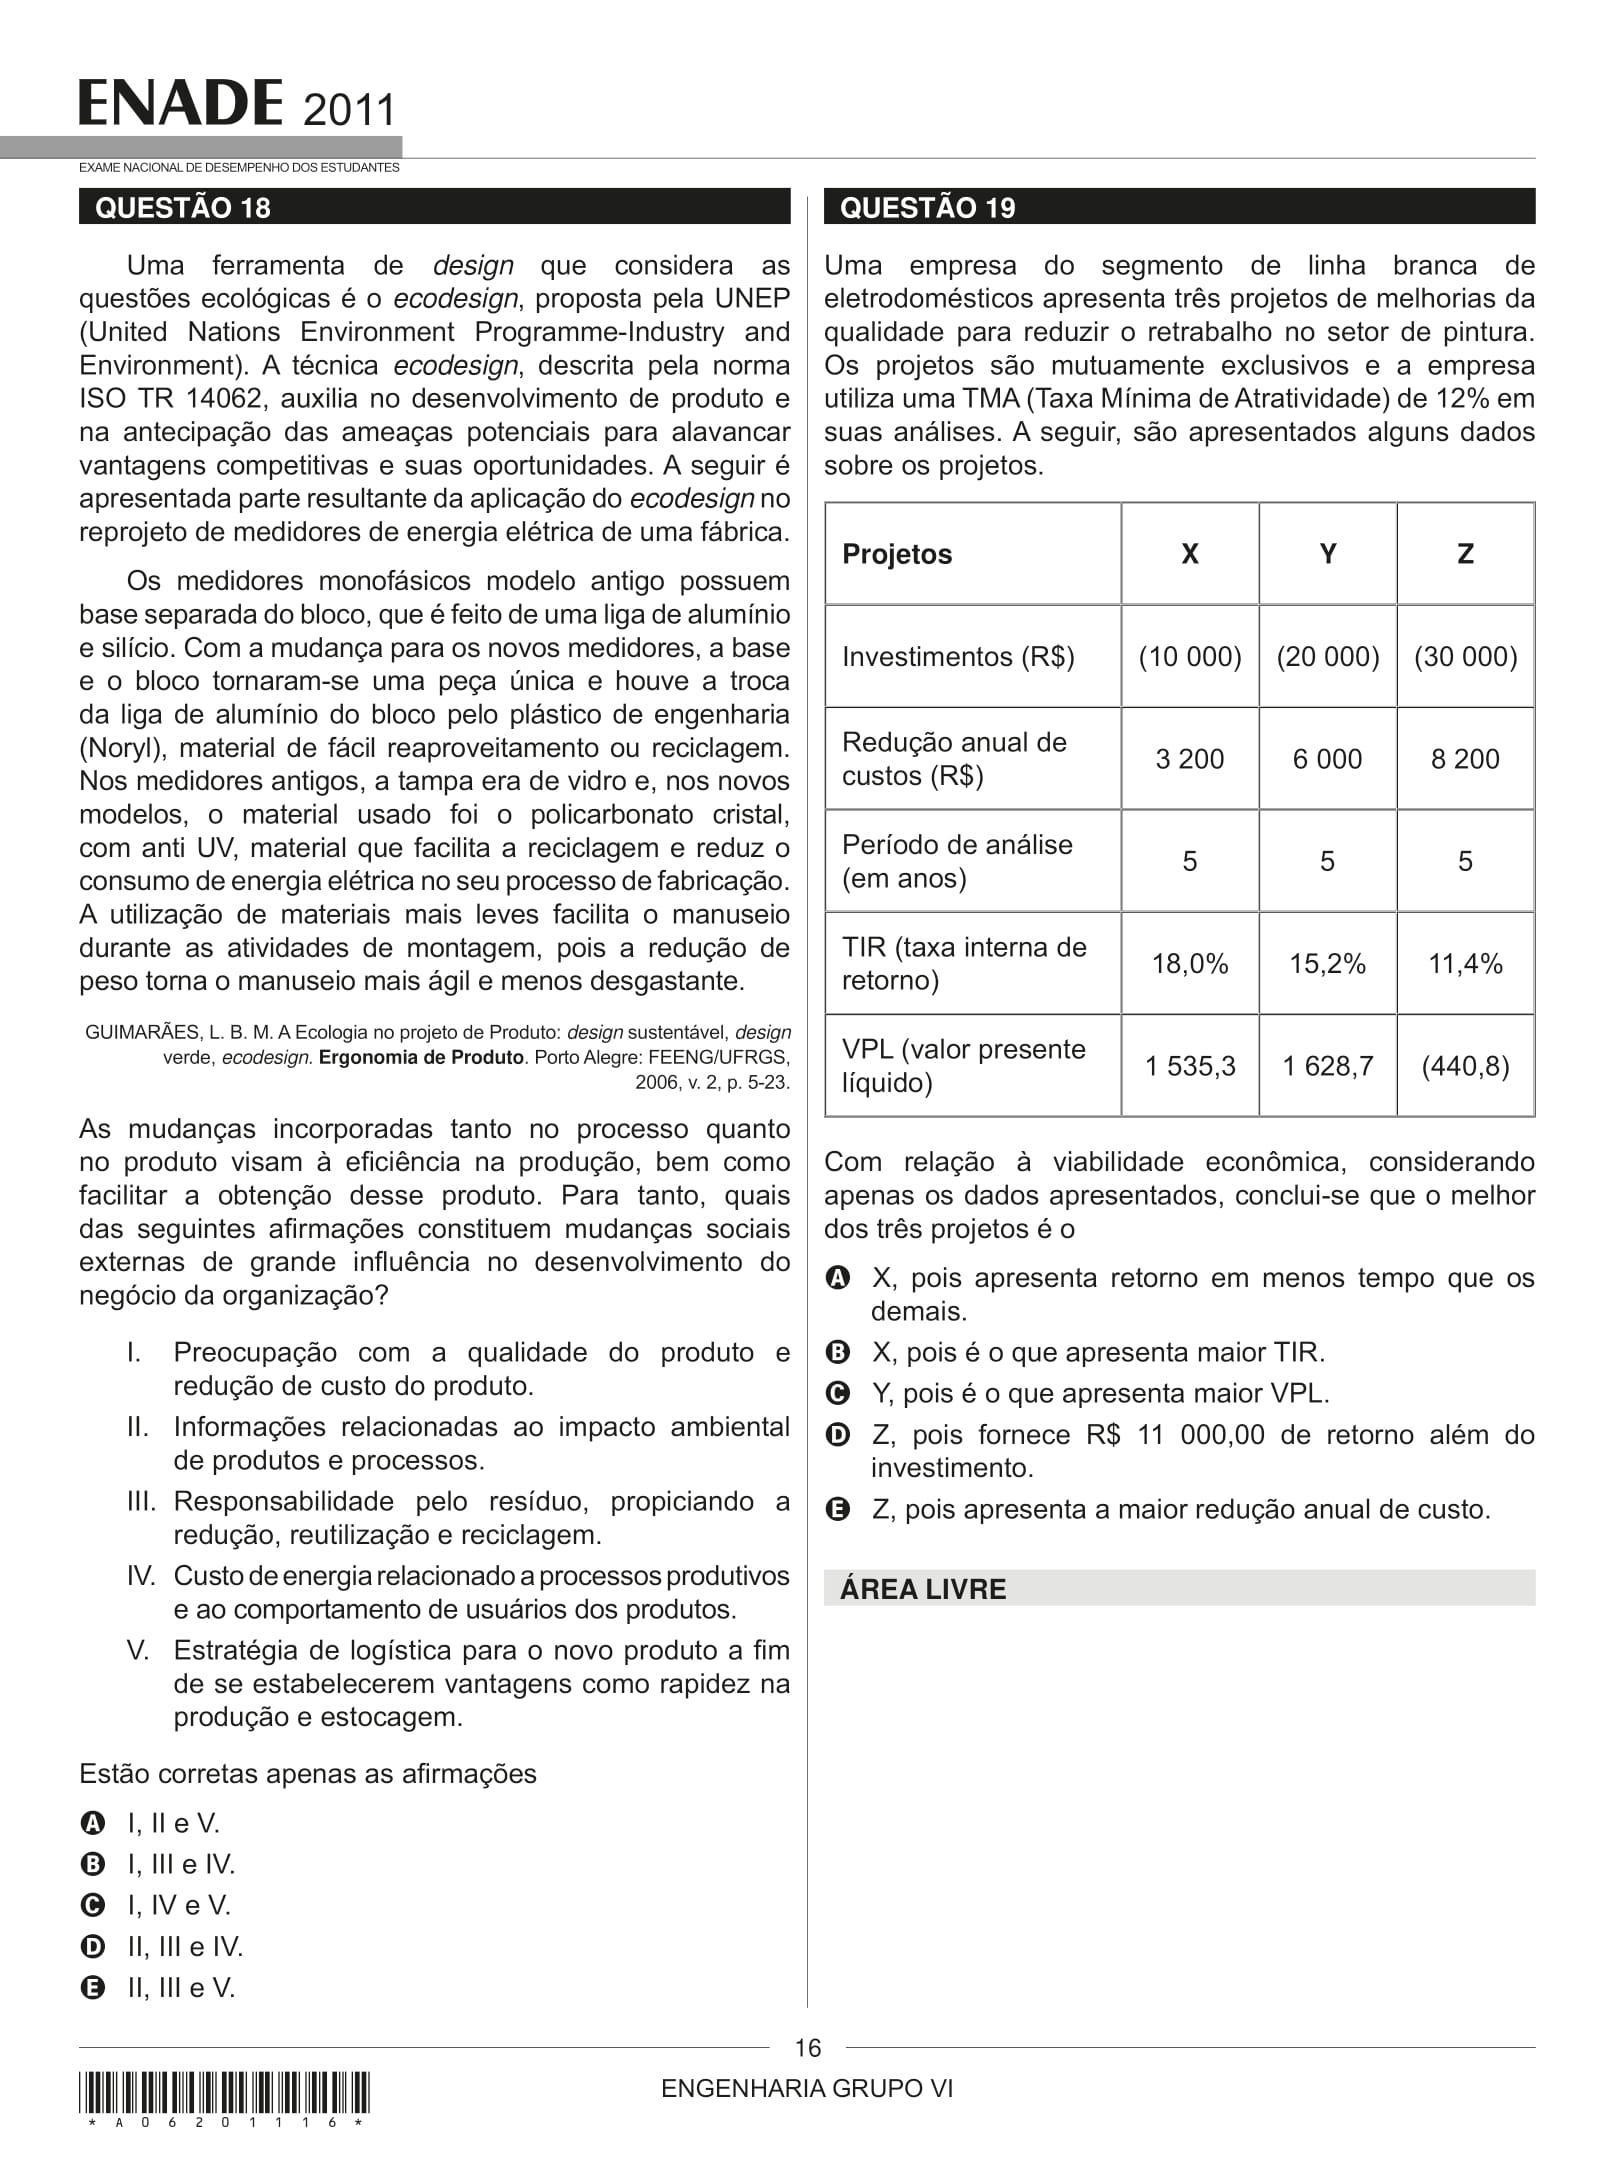 ENADE 2011
EXAME NACIONAL DE DESEMPENHO DOS ESTUDANTES
QUESTÃO 18
Uma ferramenta de design que considera as
questões ecológicas é o ecodesign, proposta pela UNEP
(United Nations Environment Programme-Industry and
Environment). A técnica ecodesign, descrita pela norma
ISO TR 14062, auxilia no desenvolvimento de produto e
na antecipação das ameaças potenciais para alavancar
vantagens competitivas e suas oportunidades. A seguir é
apresentada parte resultante da aplicação do ecodesign no
reprojeto de medidores de energia elétrica de uma fábrica.
Os medidores monofásicos modelo antigo possuem
base separada do bloco, que é feito de uma liga de alumínio
e silício. Com a mudança para os novos medidores, a base
e o bloco tornaram-se uma peça única e houve a troca
da liga de alumínio do bloco pelo plástico de engenharia
(Noryl), material de fácil reaproveitamento ou reciclagem.
Nos medidores antigos, a tampa era de vidro e, nos novos
modelos, o material usado foi o policarbonato cristal,
com anti UV, material que facilita a reciclagem e reduz o
consumo de energia elétrica no seu processo de fabricação.
A utilização de materiais mais leves facilita o manuseio
durante as atividades de montagem, pois a redução de
peso torna o manuseio mais ágil e menos desgastante.
GUIMARÃES, L. B. M. A Ecologia no projeto de Produto: design sustentável, design
verde, ecodesign. Ergonomia de Produto. Porto Alegre: FEENG/UFRGS,
2006, v. 2, p. 5-23.
As mudanças incorporadas tanto no processo quanto
no produto visam à eficiência na produção, bem como
facilitar a obtenção desse produto. Para tanto, quais
das seguintes afirmações constituem mudanças sociais
externas de grande influência no desenvolvimento do
negócio da organização?
I. Preocupação com a qualidade do produto e
redução de custo do produto.
II. Informações relacionadas ao impacto ambiental
de produtos e processos.
III. Responsabilidade pelo resíduo, propiciando a
redução, reutilização e reciclagem.
IV. Custo de energia relacionado a processos produtivos
e ao comportamento de usuários dos produtos.
V. Estratégia de logística para o novo produto a fim
de se estabelecerem vantagens como rapidez na
produção e estocagem.
Estão corretas apenas as afirmações
A I, II e V.
B I, III e IV.
C I, IV e V.
D II, III e IV.
E II, III e V.
QUESTÃO 19
Uma empresa do segmento de linha branca de
eletrodomésticos apresenta três projetos de melhorias da
qualidade para reduzir o retrabalho no setor de pintura.
Os projetos são mutuamente exclusivos e a empresa
utiliza uma TMA (Taxa Mínima de Atratividade) de 12% em
suas análises. A seguir, são apresentados alguns dados
sobre os projetos.
Projetos X Y Z
Investimentos (R$) (10 000) (20 000) (30 000)
Redução anual de
custos (R$) 3 200 6 000 8 200
Período de análise
(em anos) 5 5 5
TIR (taxa interna de
retorno) 18,0% 15,2% 11,4%
VPL (valor presente
líquido) 1 535,3 1 628,7 (440,8)
Com relação à viabilidade econômica, considerando
apenas os dados apresentados, conclui-se que o melhor
dos três projetos é o
A X, pois apresenta retorno em menos tempo que os
demais.
B X, pois é o que apresenta maior TIR.
C Y, pois é o que apresenta maior VPL.
D Z, pois fornece R$ 11 000,00 de retorno além do
investimento.
E Z, pois apresenta a maior redução anual de custo.
ÁREA LIVRE
16
ENGENHARIA GRUPO VI
* A 0 6 2 0 1 1 1 6 *